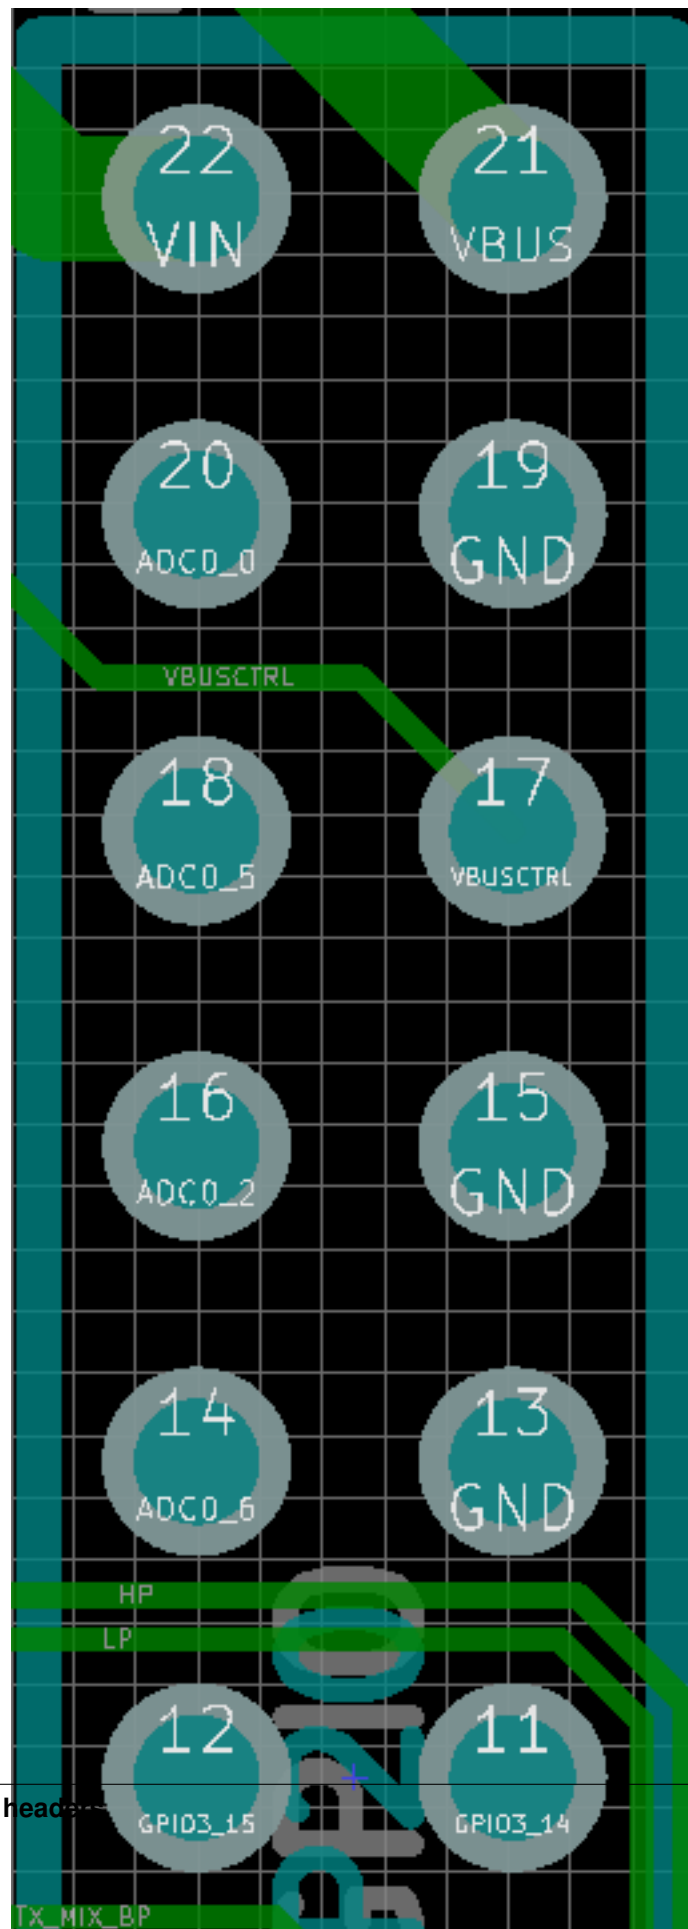 22 21
VIN VBUS
20 19
ADC0_0 GND
VBUSCTRL
18 17
ADC0_5 VBUSCTRL
16 15
ADC0_2 GND
14 13
ADC0_6 GND
HP
LP
12 11
GPIO3_15 GPIO3_14
TX_MIX_BP